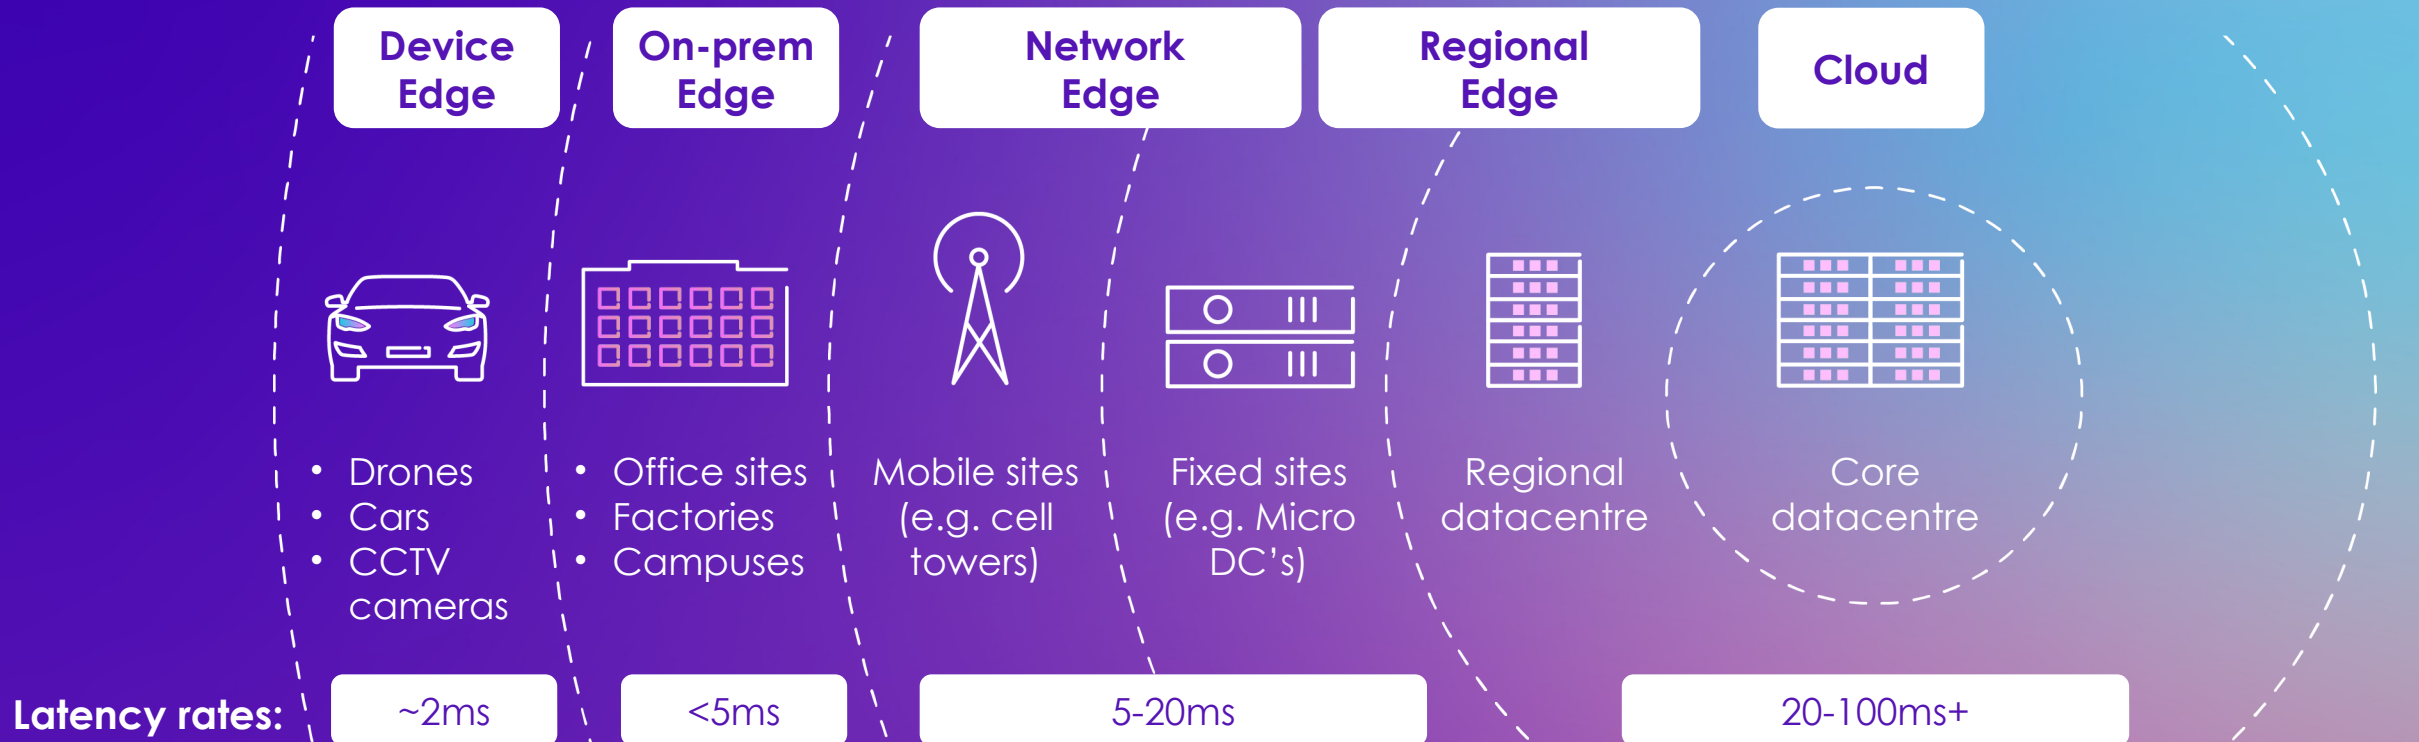 Device
Edge
On-prem
Edge
Network
Edge
Regional
Edge
Cloud
• Drones
• Cars
• CCTV
cameras
• Office sites
• Factories
• Campuses
Mobile sites
(e.g. cell
towers)
Fixed sites
(e.g. Micro
DC’s)
Regional
datacentre
Core
datacentre
Latency rates:
~2ms
<5ms
5-20ms
20-100ms+